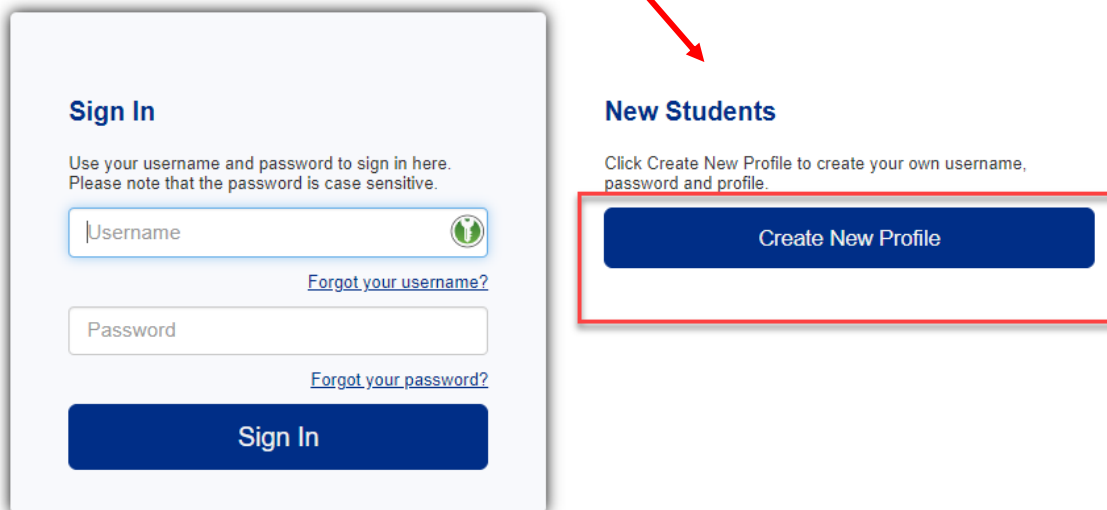 Sign In
Use your username and password to sign in here.
Please note that the password is case sensitive.
Username
Forgot your username?
Password
Forgot your password?
Sign In
New Students
Click Create New Profile to create your own username,
password and profile.
Create New Profile